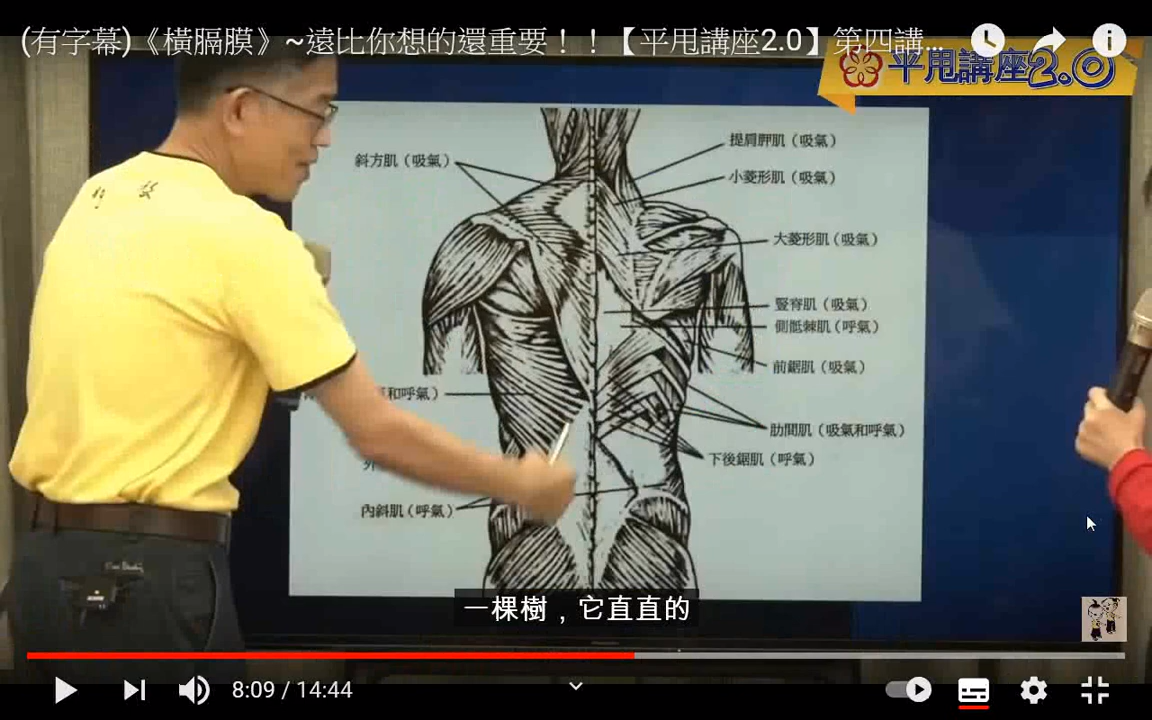 (有字幕)《橫膈膜》~遠比你想的還重要！！【平甩講座2.0】第四講...
平甩講座2.0
提肩胛肌（吸氣）
斜方肌（吸氣）
小菱形肌（吸氣）
大菱形肌（吸氣）
豎脊肌（吸氣）
側骶棘肌（呼氣）
前鋸肌（吸氣）
和呼氣）
肋間肌（吸氣和呼氣）
下後鋸肌（呼氣）
外
內斜肌（呼氣）
一棵樹，它直直的
8:09 / 14:44